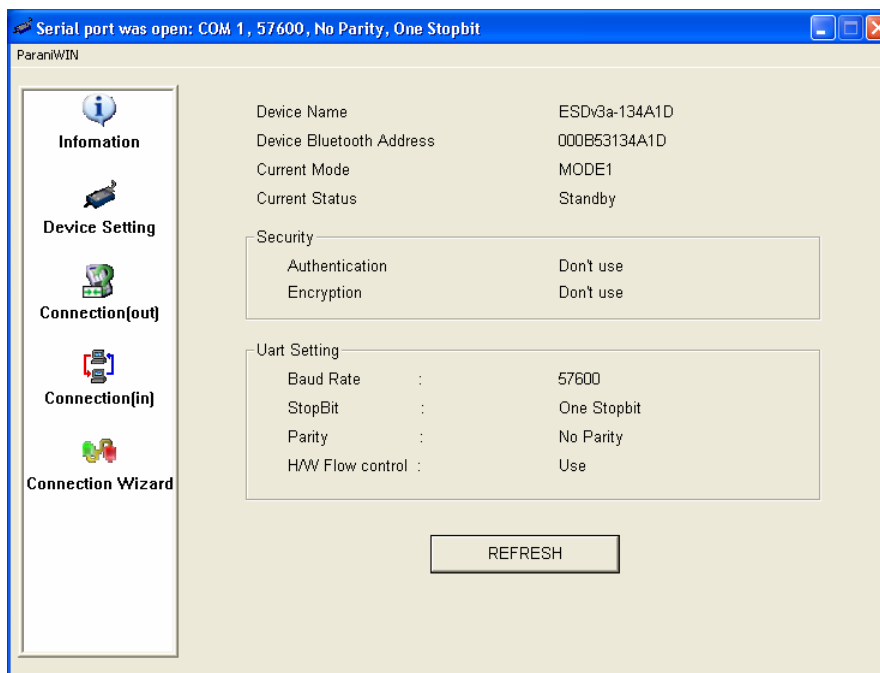 Serial port was open: COM 1, 57600, No Parity, One Stopbit
ParaniWIN
Infomation
Device Setting
Connection(out)
Connection(in)
Connection Wizard
Device Name ESDv3a-134A1D
Device Bluetooth Address 000B53134A1D
Current Mode MODE1
Current Status Standby
Security
Authentication Don't use
Encryption Don't use
Uart Setting
Baud Rate : 57600
StopBit : One Stopbit
Parity : No Parity
H/W Flow control : Use
REFRESH